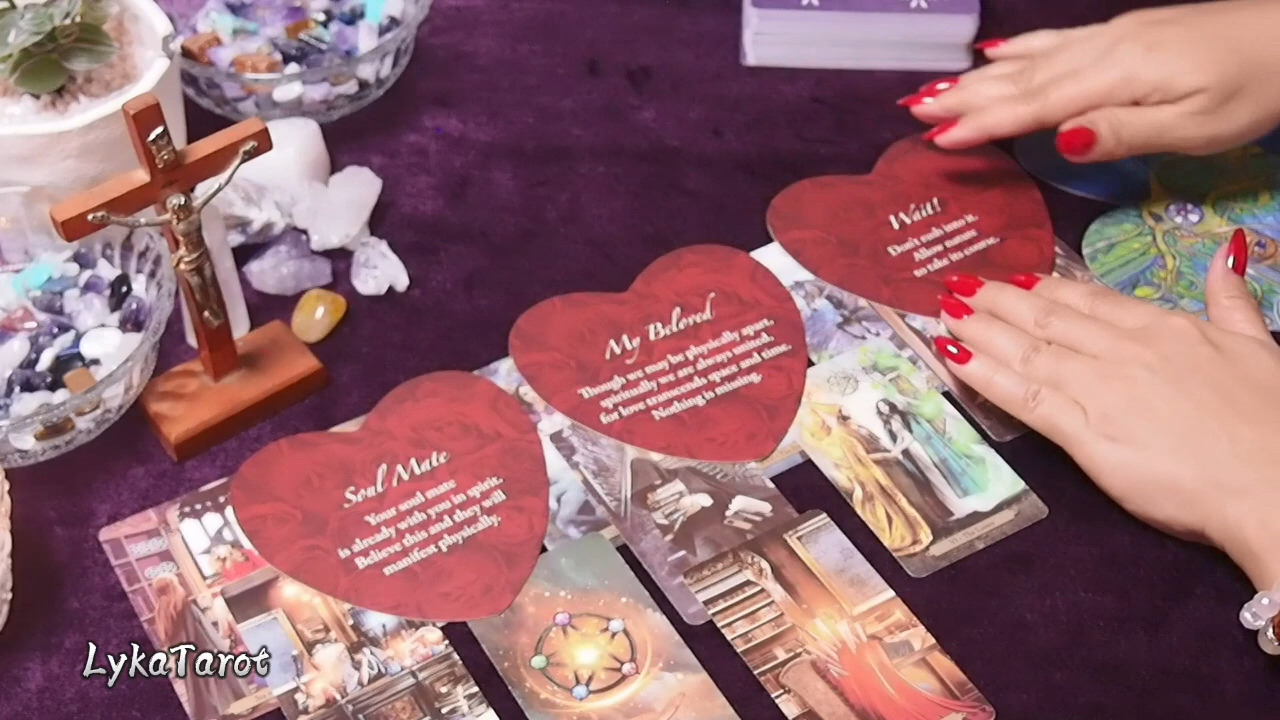 Wait!
Don't rush into it.
Allow nature
to take its course.
My Beloved
Though we may be physically apart,
spiritually we are always united,
for love transcends space and time.
Nothing is missing.
Soul Mate
Your soul mate
is already with you in spirit.
Believe this and they will
manifest physically.
LykaTarot